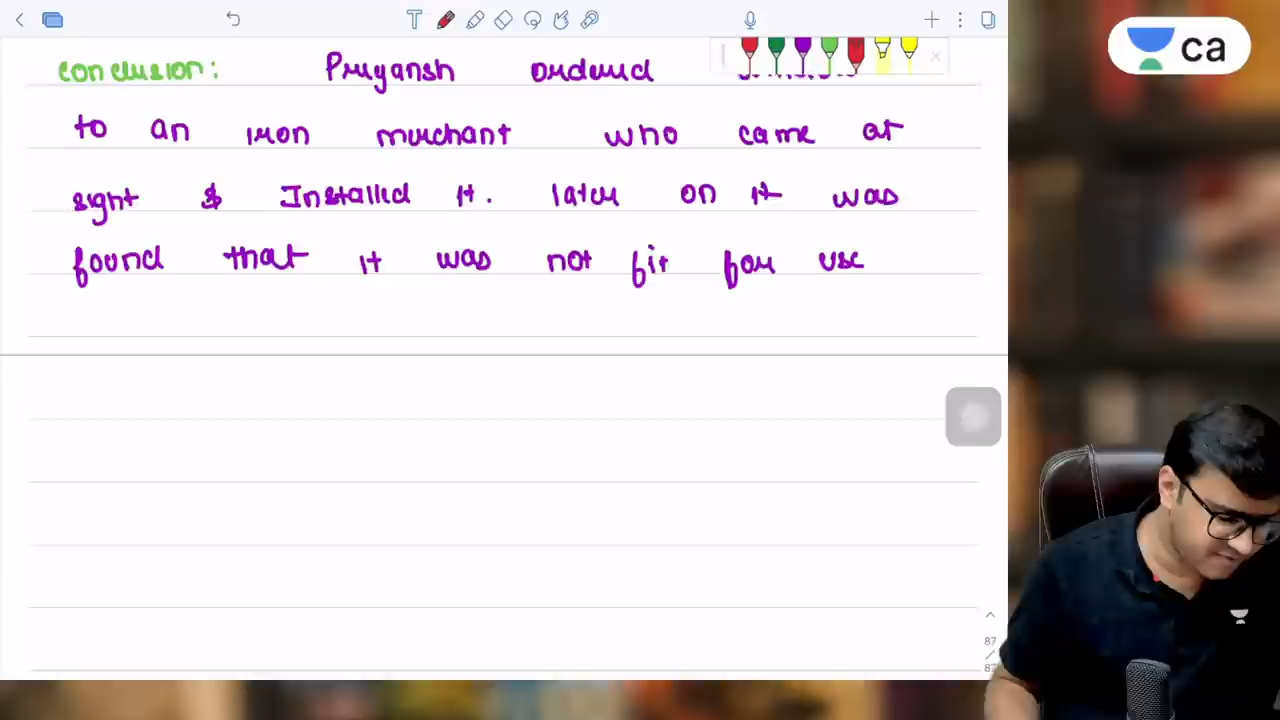 conclusion: Priyansh ordered
to an iron merchant who came at
sight & Installed it. later on it was
found that it was not fit for use
ca
87
/